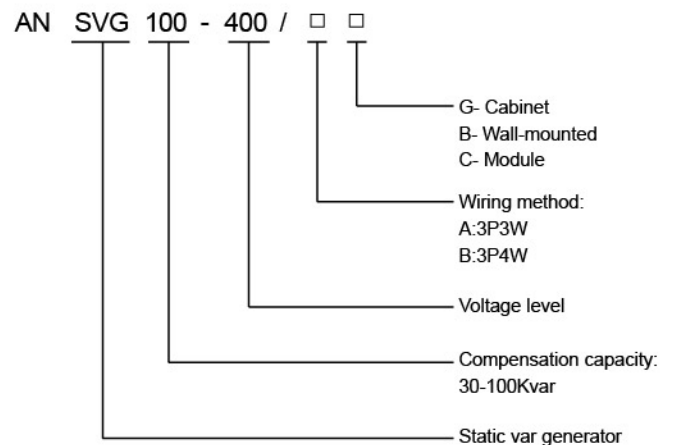 AN SVG 100 - 400 / □ □
G- Cabinet
B- Wall-mounted
C- Module
Wiring method:
A:3P3W
B:3P4W
Voltage level
Compensation capacity:
30-100Kvar
Static var generator